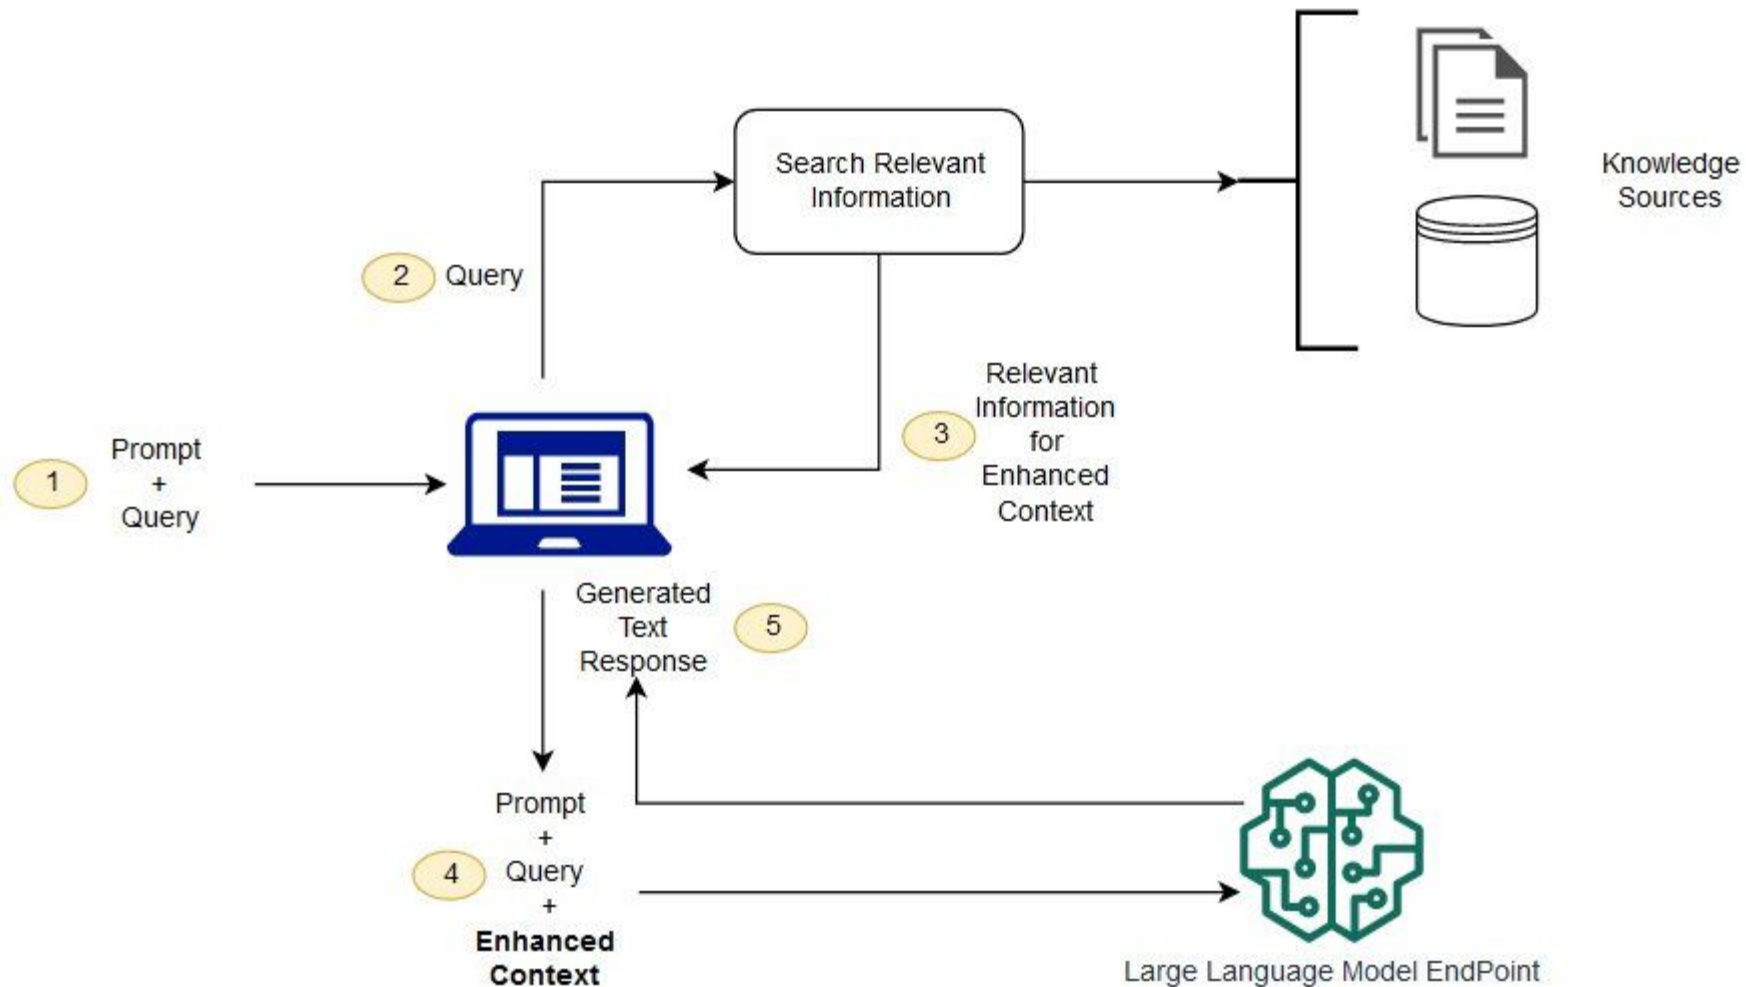 Search Relevant
Information
Knowledge
Sources
2
Query
Relevant
Information
for
Enhanced
Context
3
1
Prompt
+
Query
Generated
Text
Response
5
4
Prompt
+
Query
+
Enhanced
Context
Large Language Model EndPoint